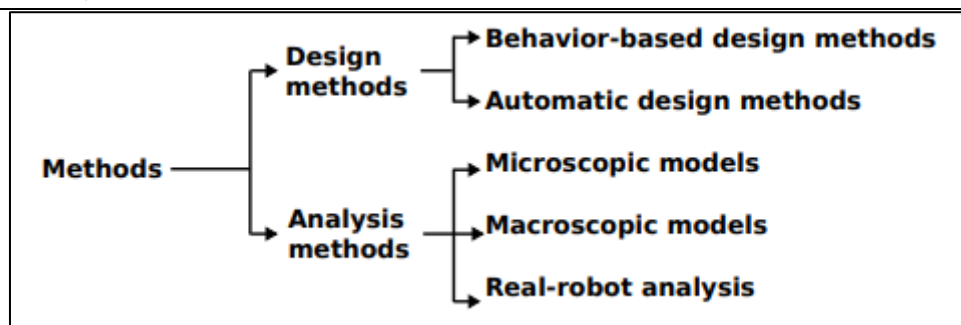 Methods
Design
methods
Behavior-based design methods
Automatic design methods
Analysis
methods
Microscopic models
Macroscopic models
Real-robot analysis